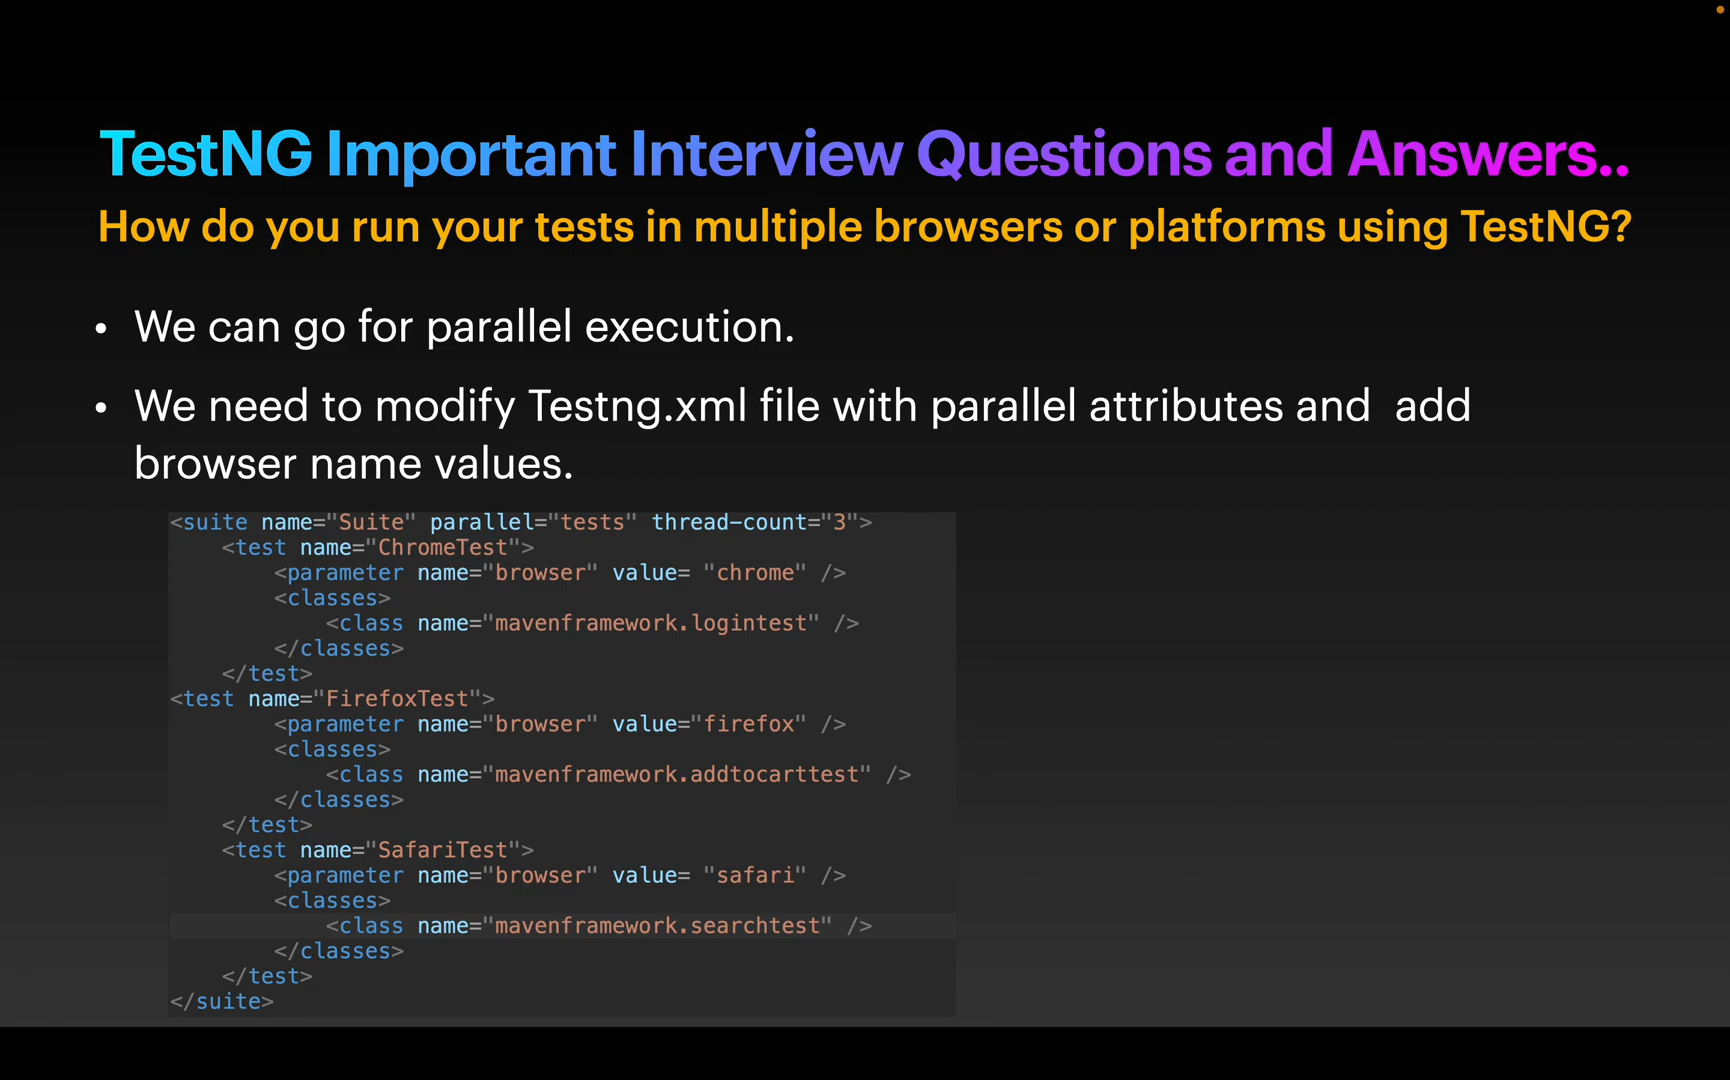 TestNG Important Interview Questions and Answers..
How do you run your tests in multiple browsers or platforms using TestNG?
• We can go for parallel execution.
• We need to modify Testng.xml file with parallel attributes and  add
browser name values.
<suite name="Suite" parallel="tests" thread-count="3">
    <test name="ChromeTest">
        <parameter name="browser" value= "chrome" />
        <classes>
            <class name="mavenframework.logintest" />
        </classes>
    </test>
<test name="FirefoxTest">
        <parameter name="browser" value="firefox" />
        <classes>
            <class name="mavenframework.addtocarttest" />
        </classes>
    </test>
    <test name="SafariTest">
        <parameter name="browser" value= "safari" />
        <classes>
            <class name="mavenframework.searchtest" />
        </classes>
    </test>
</suite>